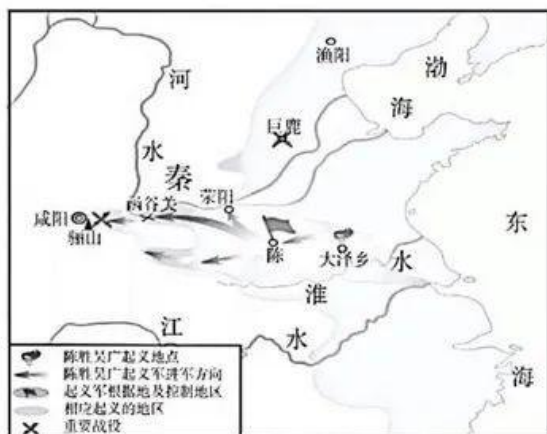 渔阳
渤
海
河
水
巨鹿
秦
荥阳
函谷关
咸阳
骊山
陈
大泽乡
东
海
水
淮
水
江
陈胜吴广起义地点
陈胜吴广起义军进军方向
起义军根据地及控制地区
相应起义的地区
重要战役